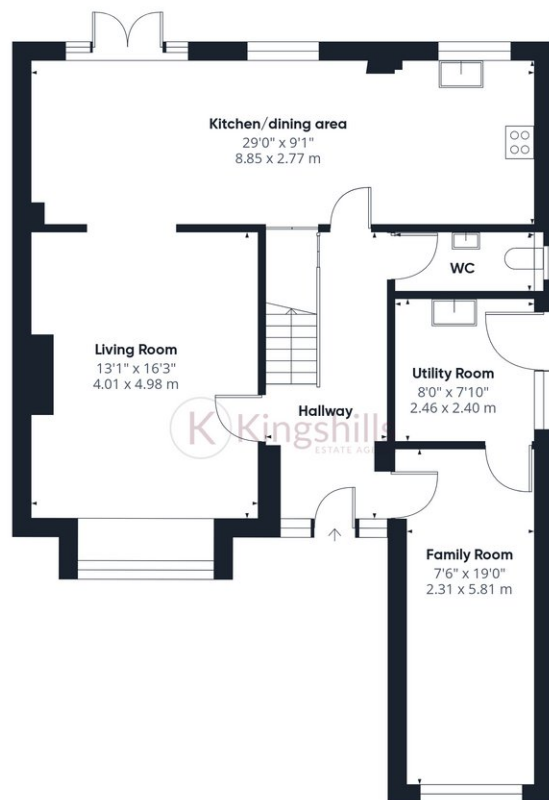 Kitchen/dining area
29'0" x 9'1"
8.85 x 2.77 m
WC
Living Room
13'1" x 16'3"
4.01 x 4.98 m
Utility Room
8'0" x 7'10"
2.46 x 2.40 m
Hallway
K Kingshills
ESTATE AGE
Family Room
7'6" x 19'0"
2.31 x 5.81 m